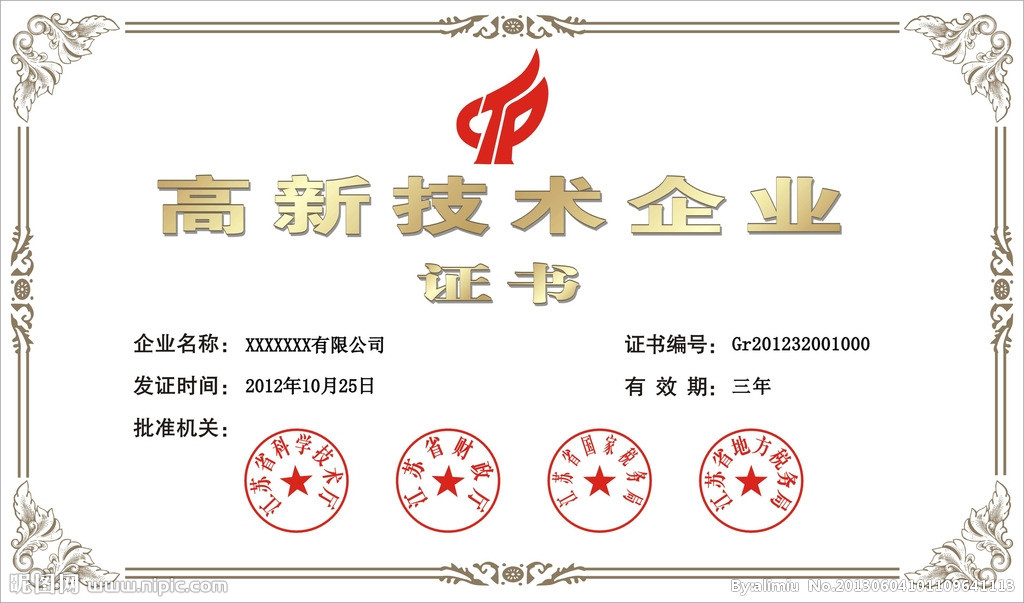 高新技术企业
证书
企业名称： XXXXXXX有限公司
证书编号： Gr201232001000
发证时间： 2012年10月25日
有 效 期： 三年
批准机关：
江苏省科学技术厅
江苏省财政厅
江苏省国家税务局
江苏省地方税务局
昵图网 www.nipic.com
By:alimiu No.20130604101109641113